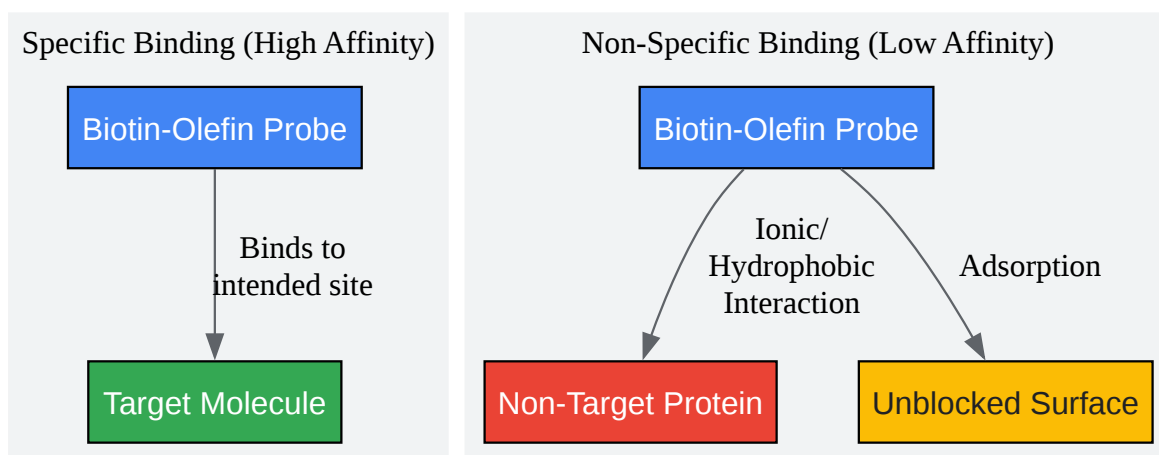 Specific Binding (High Affinity)
Biotin-Olefin Probe
Binds to
intended site
Target Molecule
Non-Specific Binding (Low Affinity)
Biotin-Olefin Probe
Ionic/
Hydrophobic
Interaction
Adsorption
Non-Target Protein
Unblocked Surface